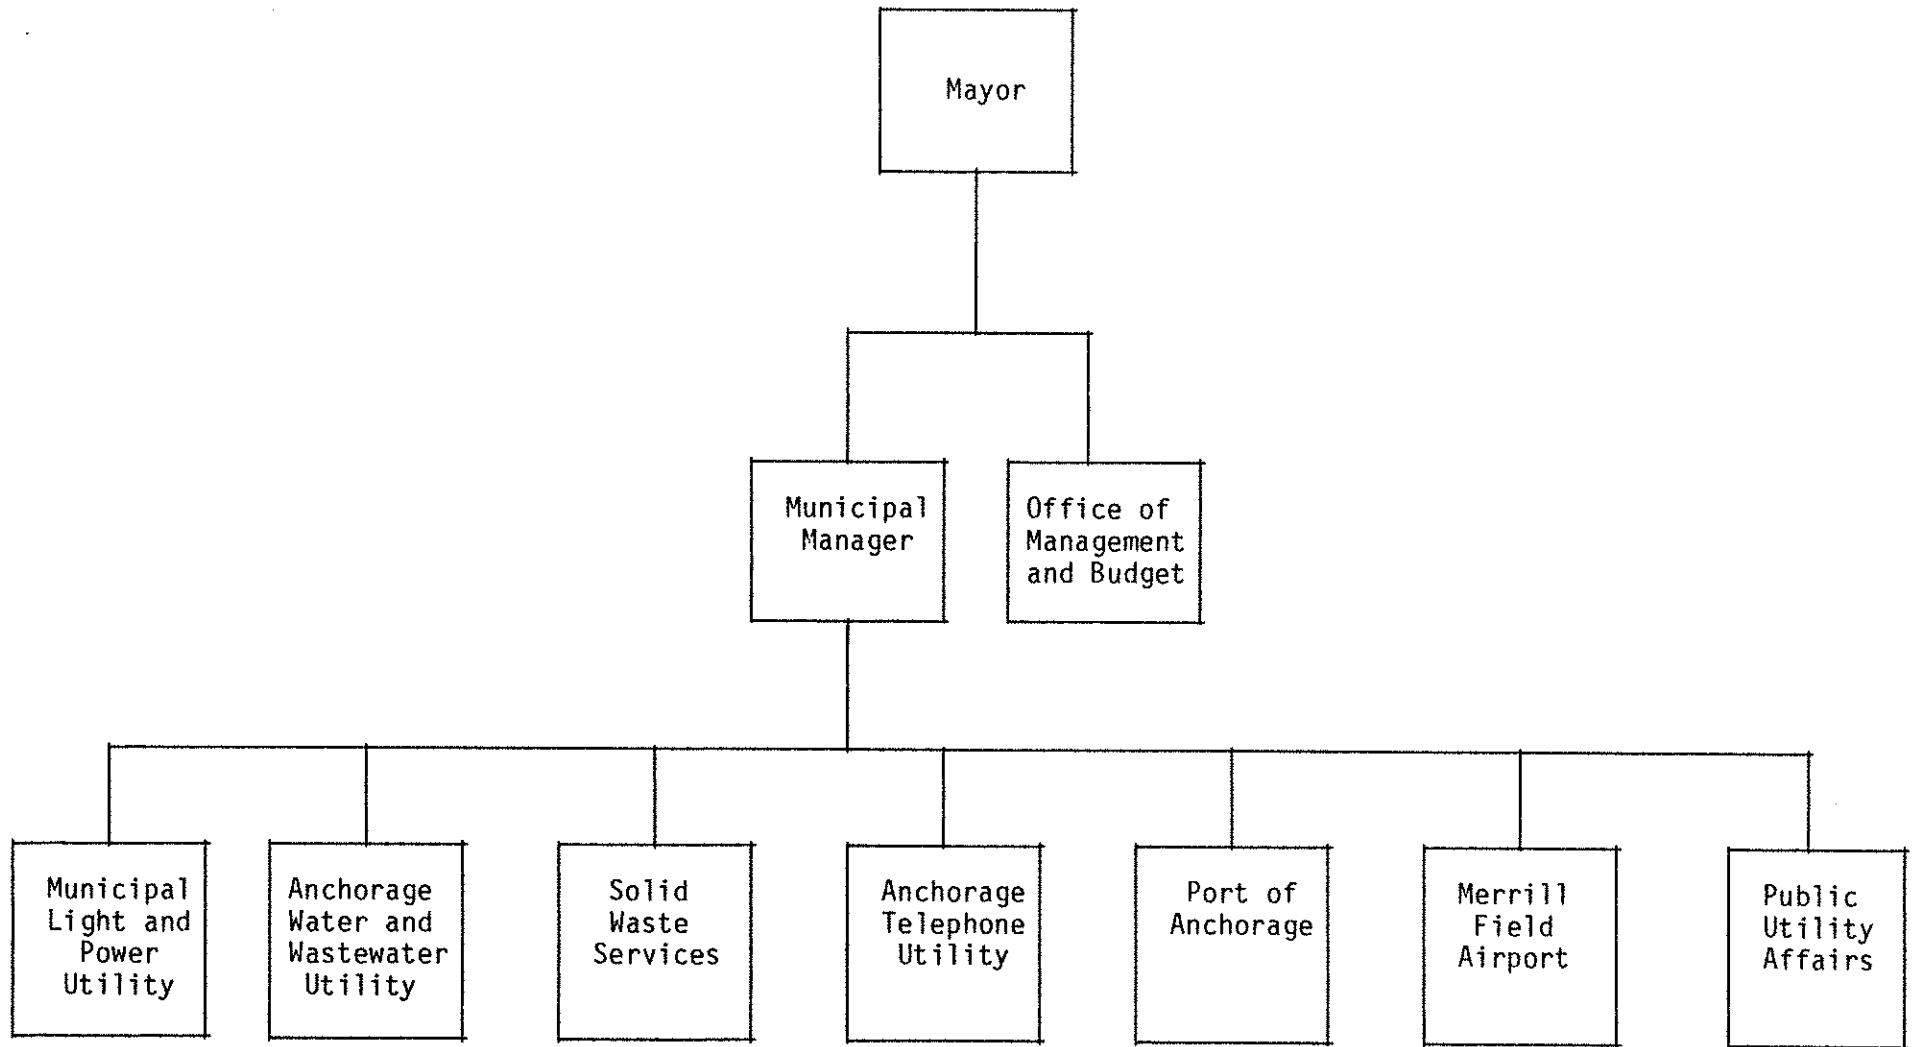 Mayor
Municipal
Manager
Office of
Management
and Budget
Municipal
Light and
Power
Utility
Anchorage
Water and
Wastewater
Utility
Solid
Waste
Services
Anchorage
Telephone
Utility
Port of
Anchorage
Merrill
Field
Airport
Public
Utility
Affairs